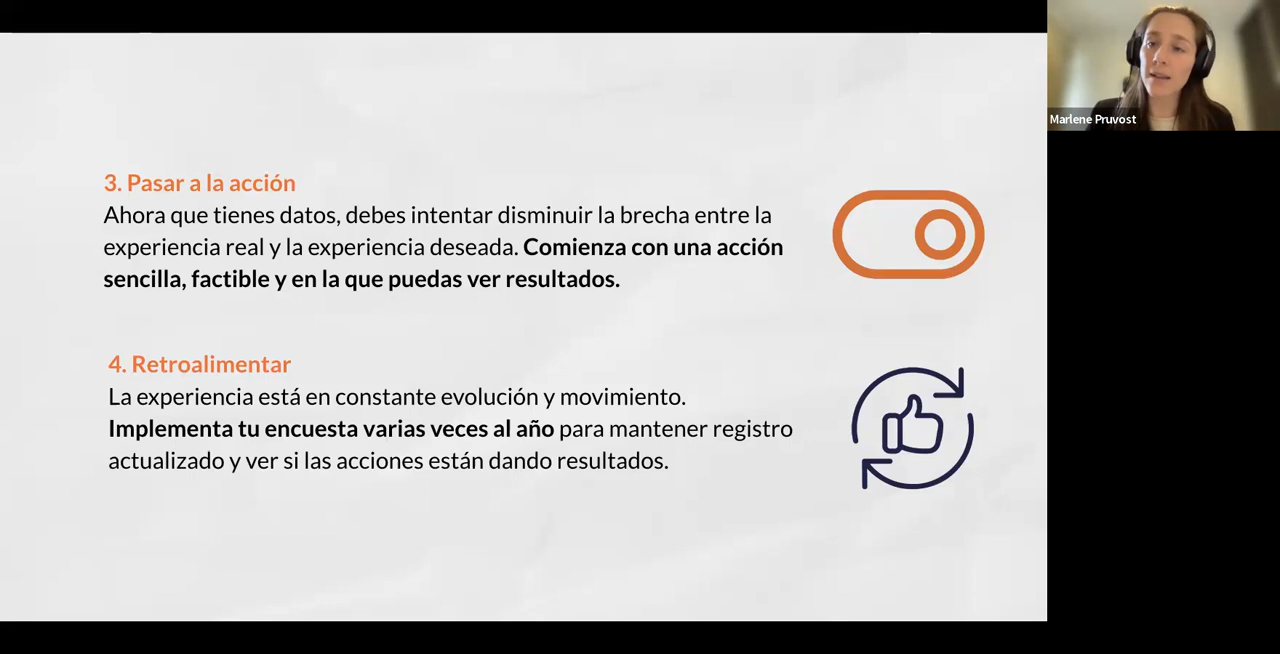 3. Pasar a la acción
Ahora que tienes datos, debes intentar disminuir la brecha entre la
experiencia real y la experiencia deseada. Comienza con una acción
sencilla, factible y en la que puedas ver resultados.
4. Retroalimentar
La experiencia está en constante evolución y movimiento.
Implementa tu encuesta varias veces al año para mantener registro
actualizado y ver si las acciones están dando resultados.
Marlene Pruvost